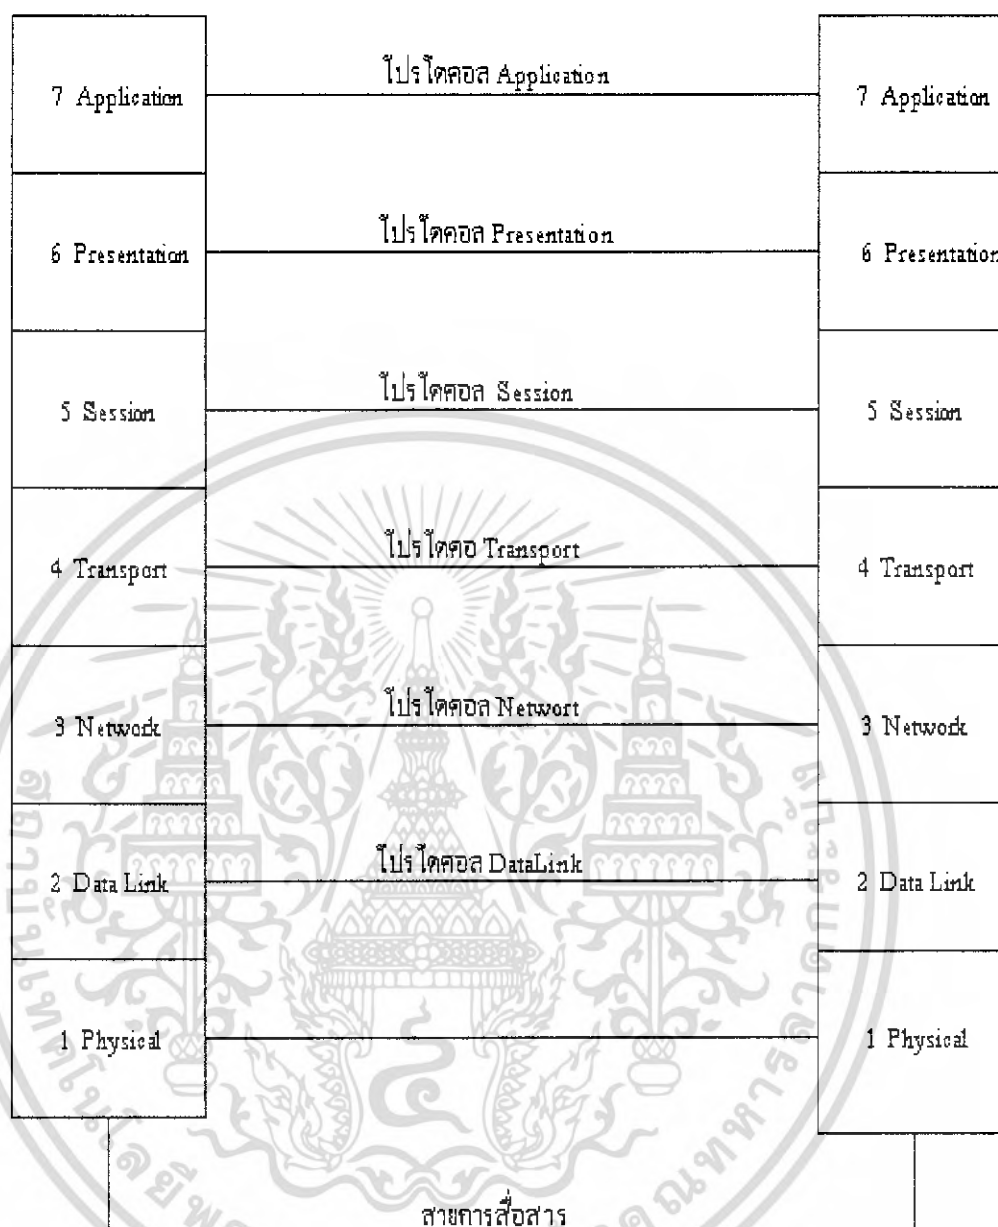 โปรโตคอล Application
7 Application
7 Application
โปรโตคอล Presentation
6 Presentation
6 Presentation
โปรโตคอล Session
5 Session
5 Session
โปรโตคอ Transport
4 Transport
4 Transport
โปรโตคอล Networt
3 Network
3 Network
โปรโตคอล DataLink
2 Data Link
2 Data Link
1 Physical
1 Physical
สายการสื่อสาร